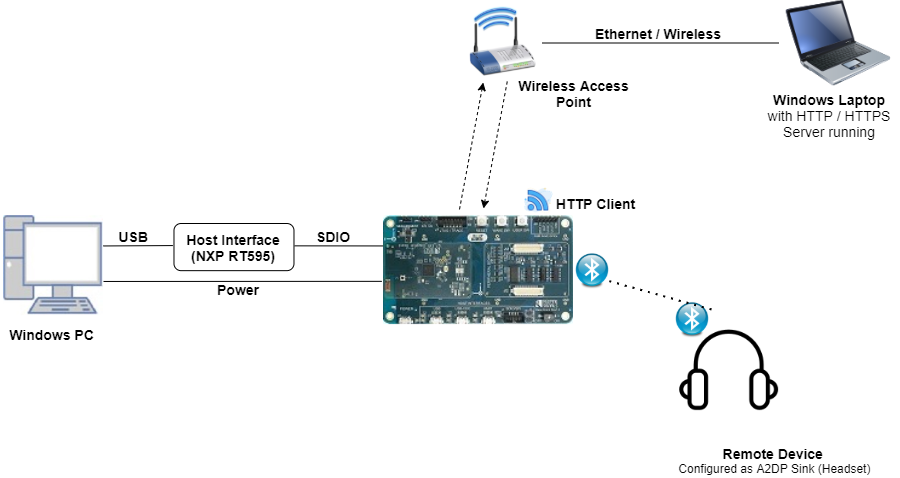 Ethernet / Wireless
Wireless Access
Point
Windows Laptop
with HTTP / HTTPS
Server running
HTTP Client
USB
Host Interface
(NXP RT595)
SDIO
Power
Windows PC
Remote Device
Configured as A2DP Sink (Headset)